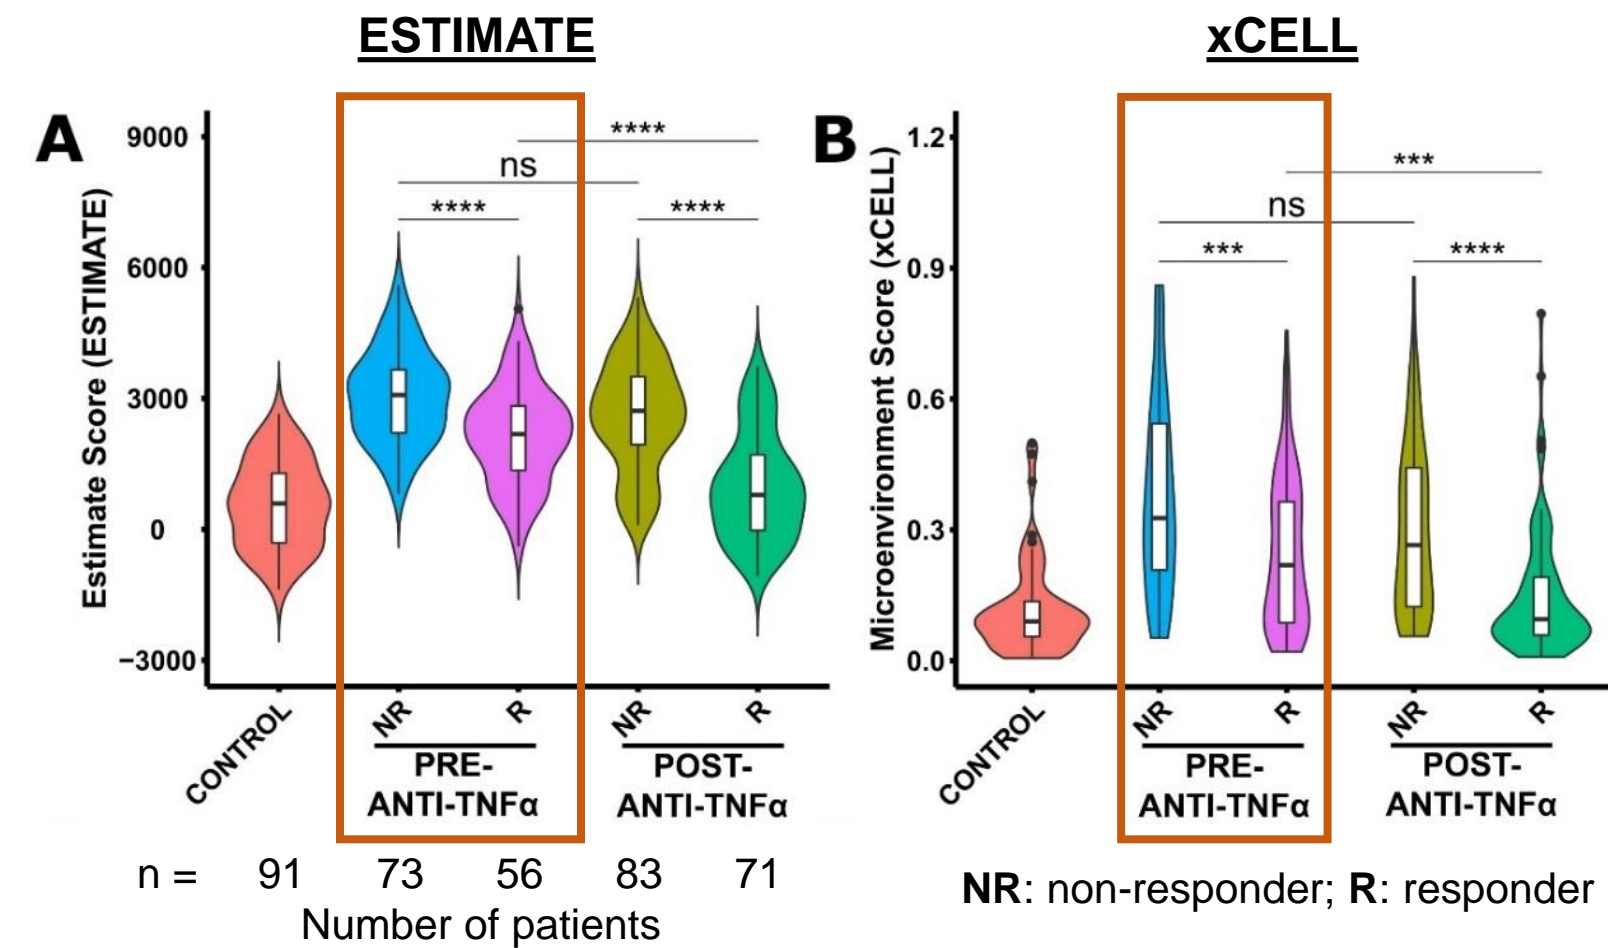 ESTIMATE
A
Estimate Score (ESTIMATE)
9000
6000
3000
0
−3000
****
ns
****
****
CONTROL
NR
R
NR
R
PRE-
ANTI-TNFα
POST-
ANTI-TNFα
n = 91 73 56 83 71
Number of patients
xCELL
B
Microenvironment Score (xCELL)
1.2
0.9
0.6
0.3
0.0
***
ns
***
****
CONTROL
NR
R
NR
R
PRE-
ANTI-TNFα
POST-
ANTI-TNFα
NR: non-responder; R: responder